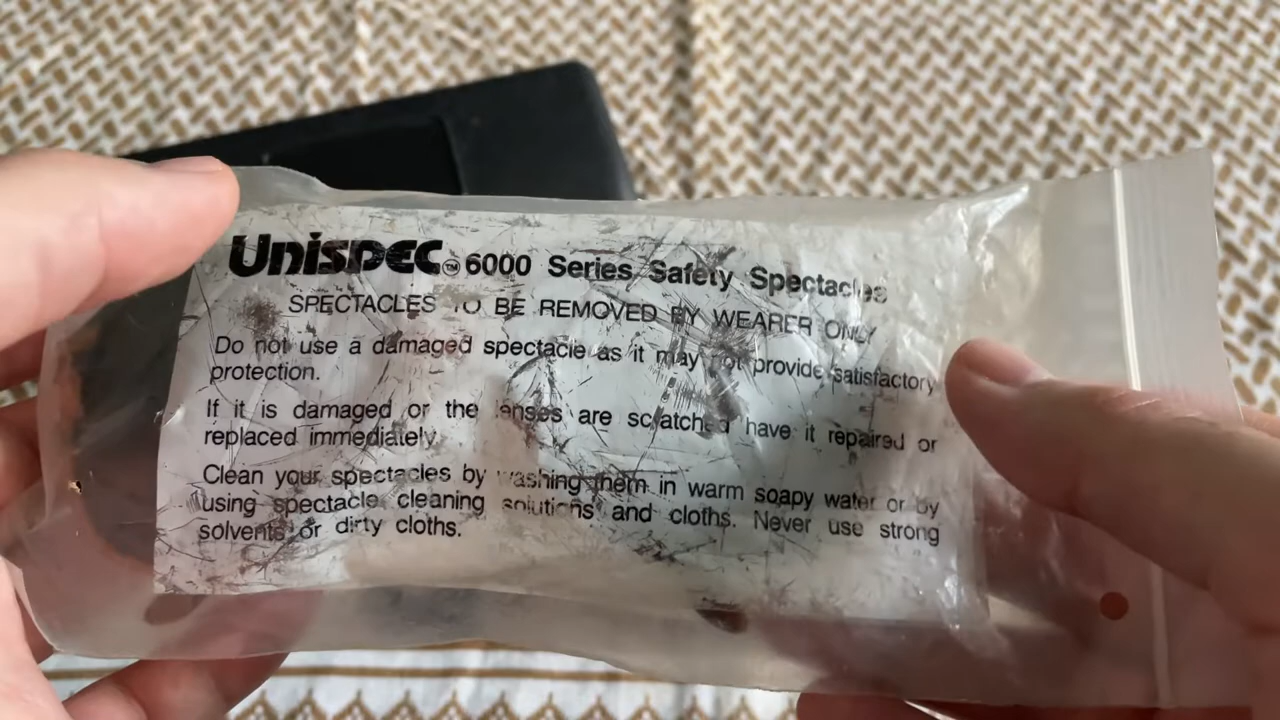 Unispec TM 6000 Series Safety Spectacles
SPECTACLES TO BE REMOVED BY WEARER ONLY
Do not use a damaged spectacle as it may not provide satisfactory
protection.
If it is damaged or the lenses are scratched have it repaired or
replaced immediately.
Clean your spectacles by washing them in warm soapy water or by
using spectacle cleaning solutions and cloths. Never use strong
solvents or dirty cloths.